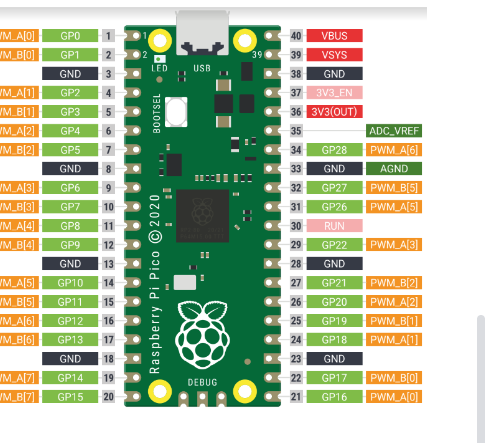 WM_A[0] GP0 1 1 40 VBUS
WM_B[0] GP1 2 2 39 39 VSYS
GND 3 LED USB 38 GND
WM_A[1] GP2 4 37 3V3_EN
WM_B[1] GP3 5 BOOTSEL 36 3V3(OUT)
WM_A[2] GP4 6 35 ADC_VREF
WM_B[2] GP5 7 34 GP28 PWM_A[6]
GND 8 33 GND AGND
WM_A[3] GP6 9 32 GP27 PWM_B[5]
WM_B[3] GP7 10 31 GP26 PWM_A[5]
WM_A[4] GP8 11 30 RUN
WM_B[4] GP9 12 29 GP22 PWM_A[3]
GND 13 28 GND
WM_A[5] GP10 14 27 GP21 PWM_B[2]
WM_B[5] GP11 15 26 GP20 PWM_A[2]
WM_A[6] GP12 16 25 GP19 PWM_B[1]
WM_B[6] GP13 17 24 GP18 PWM_A[1]
GND 18 23 GND
WM_A[7] GP14 19 22 GP17 PWM_B[0]
WM_B[7] GP15 20 21 GP16 PWM_A[0]
Raspberry Pi Pico © 2020
DEBUG